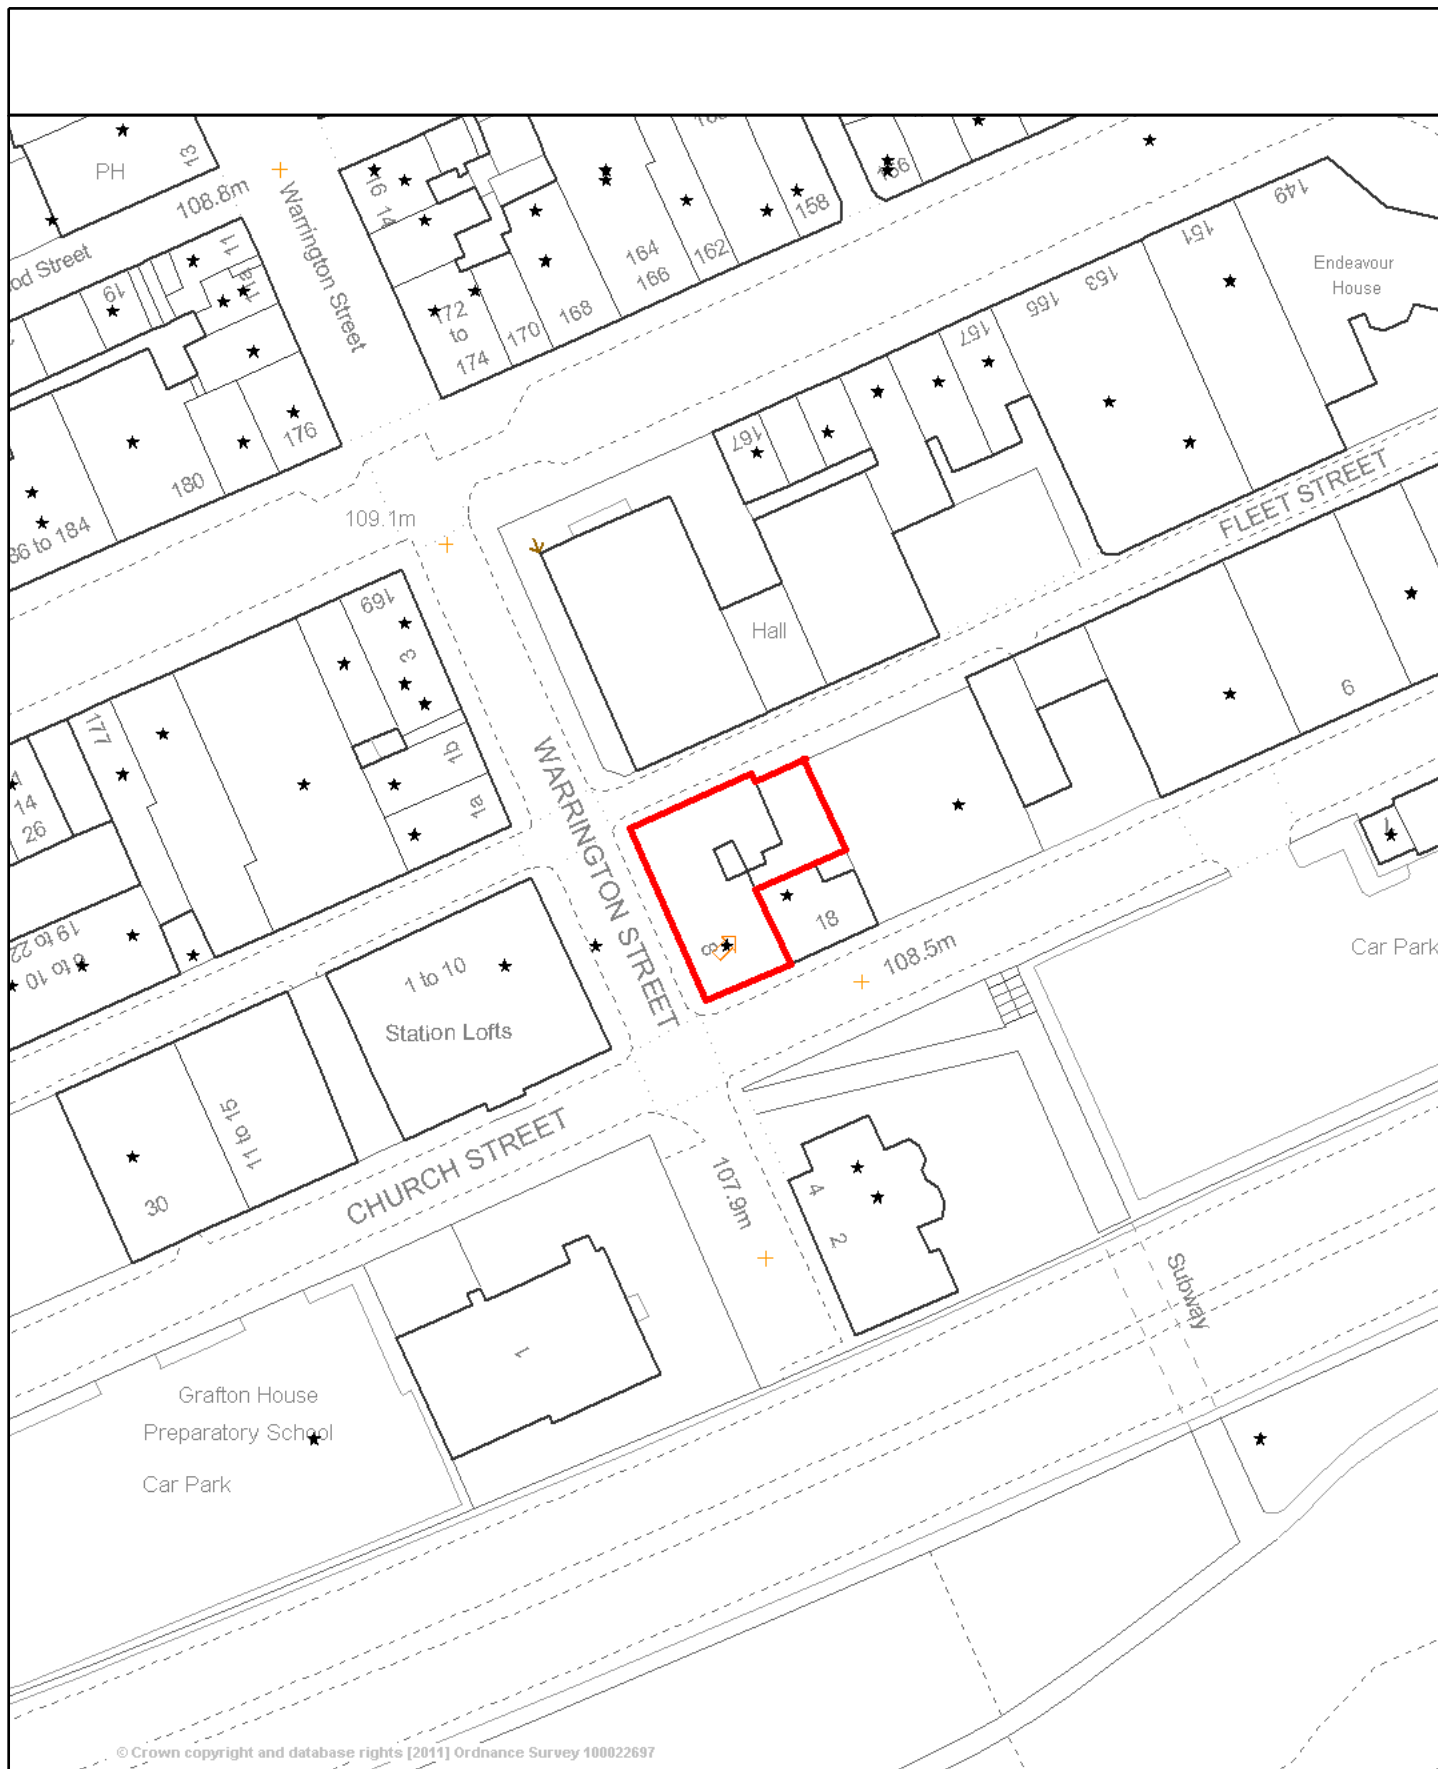 PH
13
108.8m
Warrington Street
16
14
158
164
166
162
168
170
172
to
174
156
149
151
153
155
157
Endeavour
House
11
11a
19
od Street
176
180
86 to 184
109.1m
167
FLEET STREET
Hall
169
3
1b
1a
177
14
26
19 to 22
6 to 10
WARRINGTON STREET
8
18
108.5m
9
7
Car Park
1 to 10
Station Lofts
11 to 15
30
CHURCH STREET
107.9m
4
2
Subway
1
Grafton House
Preparatory School
Car Park
© Crown copyright and database rights [2011] Ordnance Survey 100022697